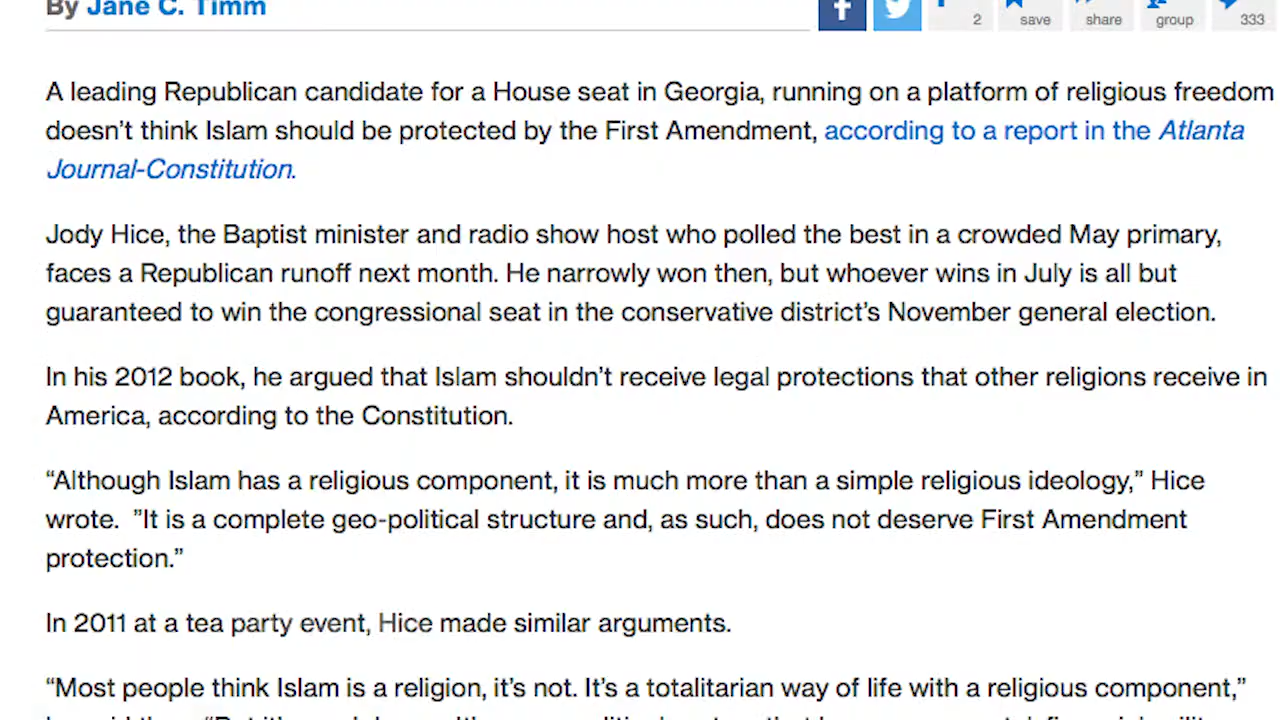 By Jane C. Timm
2 save share group 333
A leading Republican candidate for a House seat in Georgia, running on a platform of religious freedom
doesn't think Islam should be protected by the First Amendment, according to a report in the Atlanta
Journal-Constitution.
Jody Hice, the Baptist minister and radio show host who polled the best in a crowded May primary,
faces a Republican runoff next month. He narrowly won then, but whoever wins in July is all but
guaranteed to win the congressional seat in the conservative district's November general election.
In his 2012 book, he argued that Islam shouldn't receive legal protections that other religions receive in
America, according to the Constitution.
“Although Islam has a religious component, it is much more than a simple religious ideology,” Hice
wrote.  ”It is a complete geo-political structure and, as such, does not deserve First Amendment
protection.”
In 2011 at a tea party event, Hice made similar arguments.
“Most people think Islam is a religion, it's not. It's a totalitarian way of life with a religious component,”